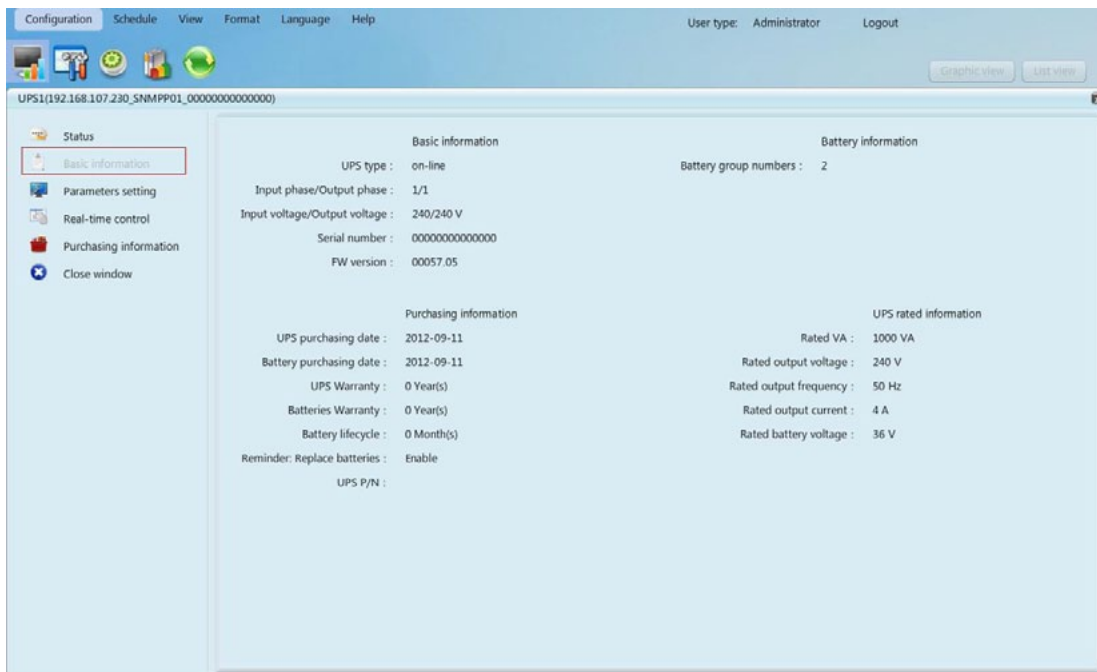 Configuration Schedule View Format Language Help User type: Administrator Logout
Graphic view List view
UPS1(192.168.107.230_SNMPP01_00000000000000)
Status
Basic information
Parameters setting
Real-time control
Purchasing information
Close window
Basic information
UPS type : on-line
Input phase/Output phase : 1/1
Input voltage/Output voltage : 240/240 V
Serial number : 00000000000000
FW version : 00057.05
Battery information
Battery group numbers : 2
Purchasing information
UPS purchasing date : 2012-09-11
Battery purchasing date : 2012-09-11
UPS Warranty : 0 Year(s)
Batteries Warranty : 0 Year(s)
Battery lifecycle : 0 Month(s)
Reminder: Replace batteries : Enable
UPS P/N :
UPS rated information
Rated VA : 1000 VA
Rated output voltage : 240 V
Rated output frequency : 50 Hz
Rated output current : 4 A
Rated battery voltage : 36 V